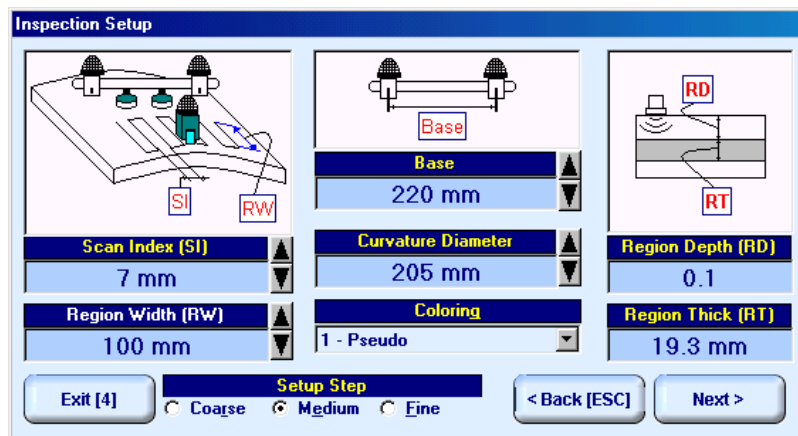 Inspection Setup
SI
RW
Base
RD
RT
Base
220 mm
Scan Index (SI)
7 mm
Curvature Diameter
205 mm
Region Depth (RD)
0.1
Region Width (RW)
100 mm
Coloring
1 - Pseudo
Region Thick (RT)
19.3 mm
Exit [4]
Setup Step
Coarse
Medium
Fine
< Back [ESC]
Next >